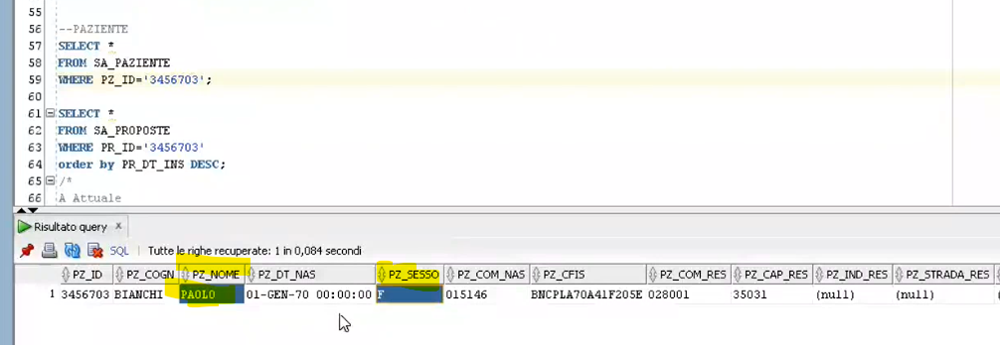 55
56 --PAZIENTE
57 SELECT *
58 FROM SA_PAZIENTE
59 WHERE PZ_ID='3456703';
60
61 SELECT *
62 FROM SA_PROPOSTE
63 WHERE PR_ID='3456703'
64 order by PR_DT_INS DESC;
65 /*
66 A Attuale
Risultato query x
SQL | Tutte le righe recuperate: 1 in 0,084 secondi
PZ_ID PZ_COGN PZ_NOME PZ_DT_NAS PZ_SESSO PZ_COM_NAS PZ_CFIS PZ_COM_RES PZ_CAP_RES PZ_IND_RES PZ_STRADA_RES
1 3456703 BIANCHI PAOLO 01-GEN-70 00:00:00 F 015146 BNCPLA70A41F205E 028001 35031 (null) (null)